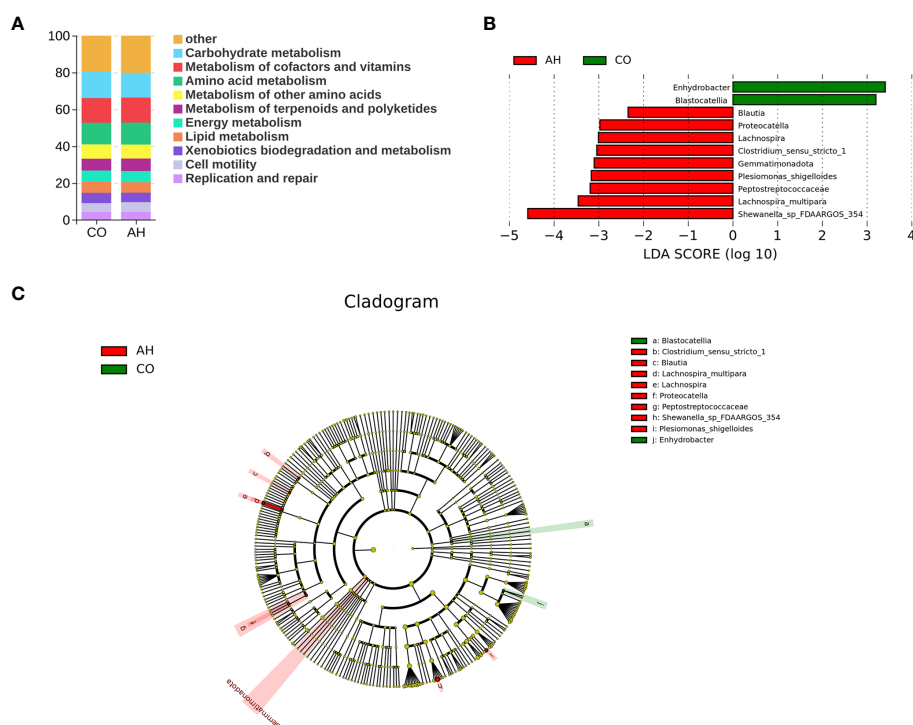 A
100
80
60
40
20
0
CO
AH
other
Carbohydrate metabolism
Metabolism of cofactors and vitamins
Amino acid metabolism
Metabolism of other amino acids
Metabolism of terpenoids and polyketides
Energy metabolism
Lipid metabolism
Xenobiotics biodegradation and metabolism
Cell motility
Replication and repair
B
AH
CO
Enhydrobacter
Blastocatellia
Blautia
Proteocatella
Lachnospira
Clostridium_sensu_stricto_1
Gemmatimonadota
Plesiomonas_shigelloides
Peptostreptococcaceae
Lachnospira_multipara
Shewanella_sp_FDAARGOS_354
−5 −4 −3 −2 −1 0 1 2 3 4
LDA SCORE (log 10)
C
Cladogram
AH
CO
a: Blastocatellia
b: Clostridium_sensu_stricto_1
c: Blautia
d: Lachnospira_multipara
e: Lachnospira
f: Proteocatella
g: Peptostreptococcaceae
h: Shewanella_sp_FDAARGOS_354
i: Plesiomonas_shigelloides
j: Enhydrobacter
b
c
e
d
a
j
g
f
h
i